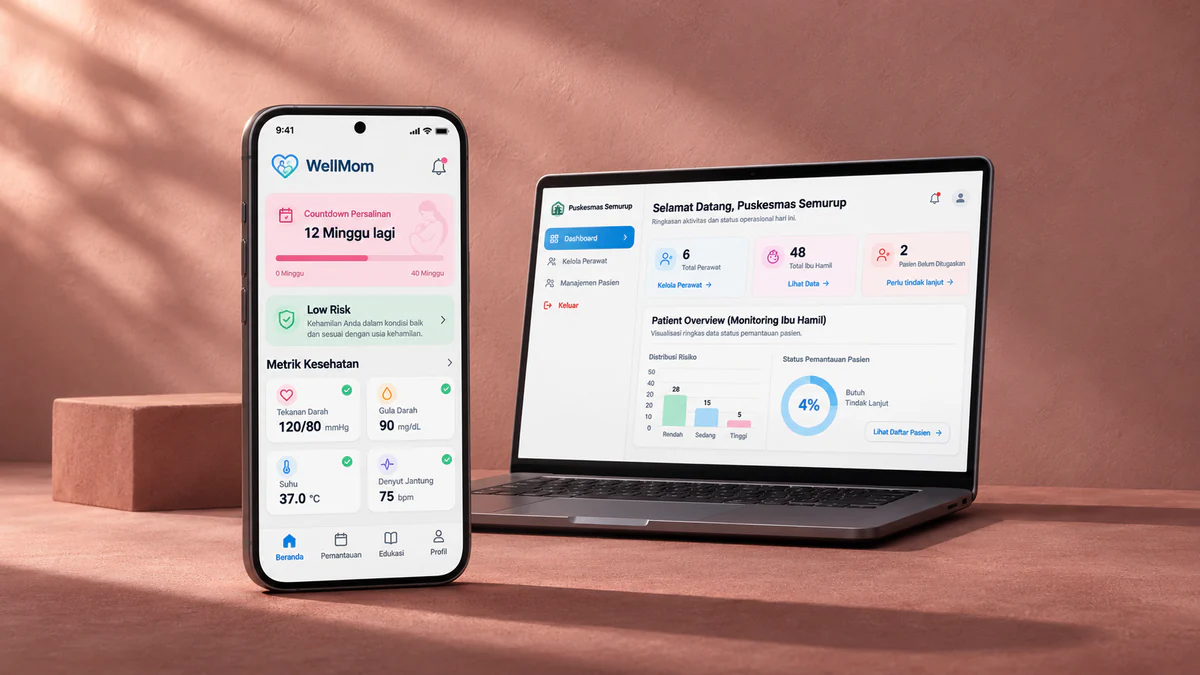 9:41
WellMom
Countdown Persalinan
12 Minggu lagi
0 Minggu
40 Minggu
Low Risk
Kehamilan Anda dalam kondisi baik
dan sesuai dengan usia kehamilan.
Metrik Kesehatan
Tekanan Darah
120/80 mmHg
Gula Darah
90 mg/dL
Suhu
37.0 °C
Denyut Jantung
75 bpm
Beranda
Pemantauan
Edukasi
Profil
Puskesmas Semurup
Dashboard
Kelola Perawat
Manajemen Pasien
Keluar
Selamat Datang, Puskesmas Semurup
Ringkasan aktivitas dan status operasional hari ini.
6
Total Perawat
Kelola Perawat →
48
Total Ibu Hamil
Lihat Data →
2
Pasien Belum Ditugaskan
Perlu tindak lanjut →
Patient Overview (Monitoring Ibu Hamil)
Visualisasi ringkas data status pemantauan pasien.
Distribusi Risiko
50
40
30
20
10
0
28
15
5
Rendah
Sedang
Tinggi
Status Pemantauan Pasien
4%
Butuh
Tindak Lanjut
Lihat Daftar Pasien →